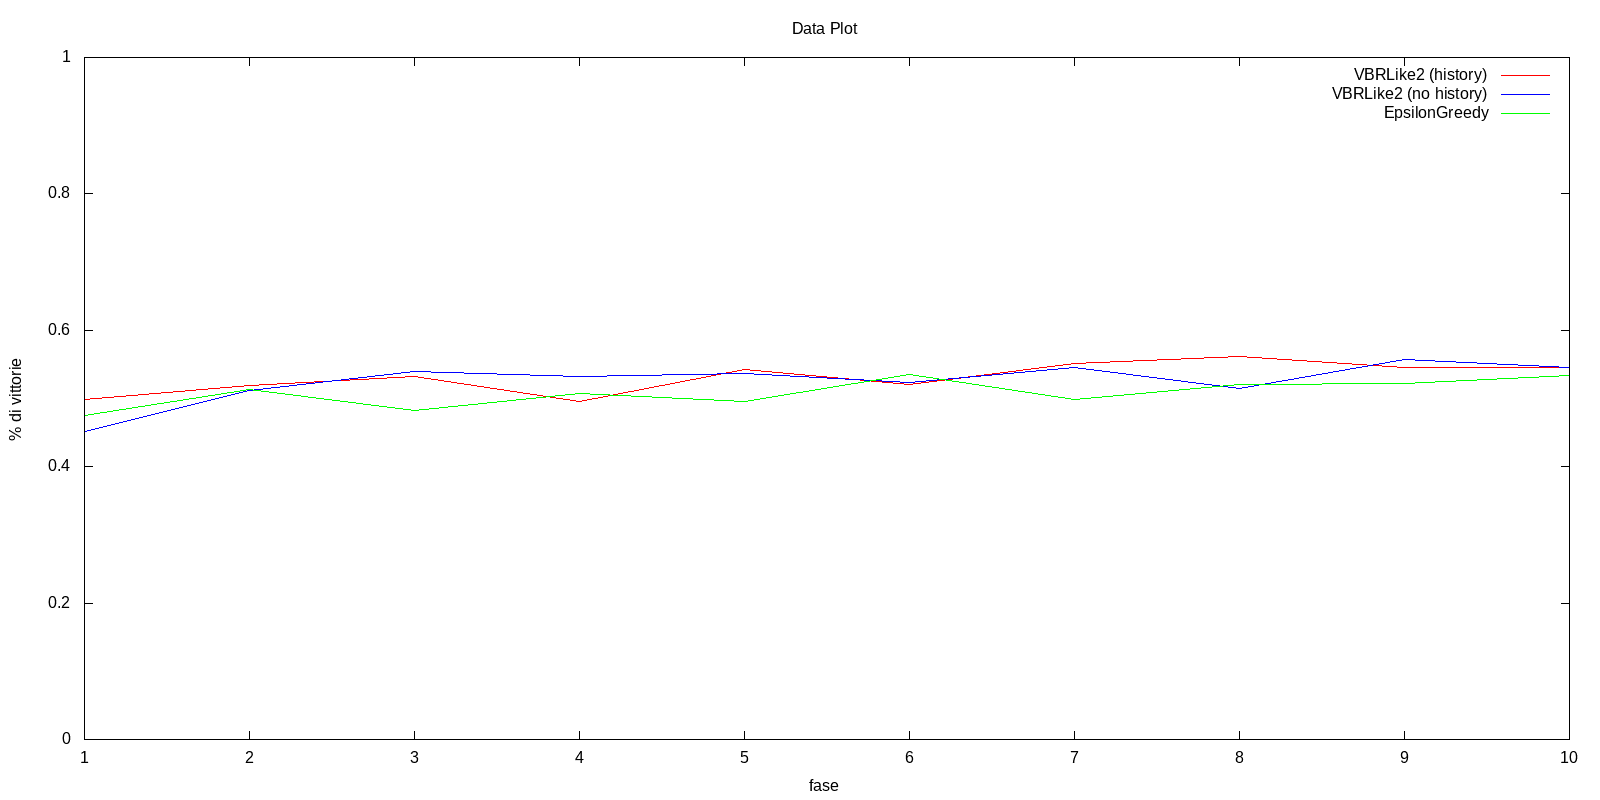 Data Plot
1
VBRLike2 (history)
VBRLike2 (no history)
EpsilonGreedy
0.8
0.6
% di vittorie
0.4
0.2
0
1 2 3 4 5 6 7 8 9 10
fase